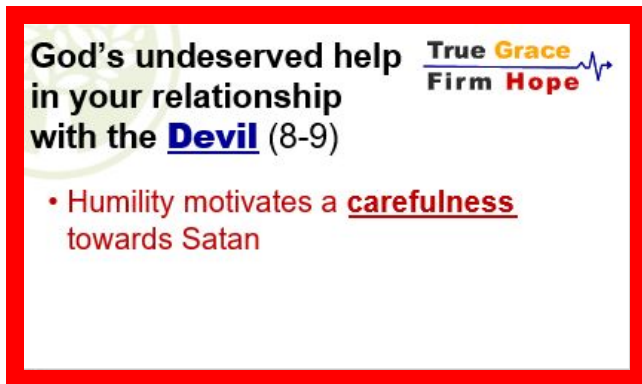 God's undeserved help
in your relationship
with the Devil (8-9)
True Grace
Firm Hope
• Humility motivates a carefulness
towards Satan